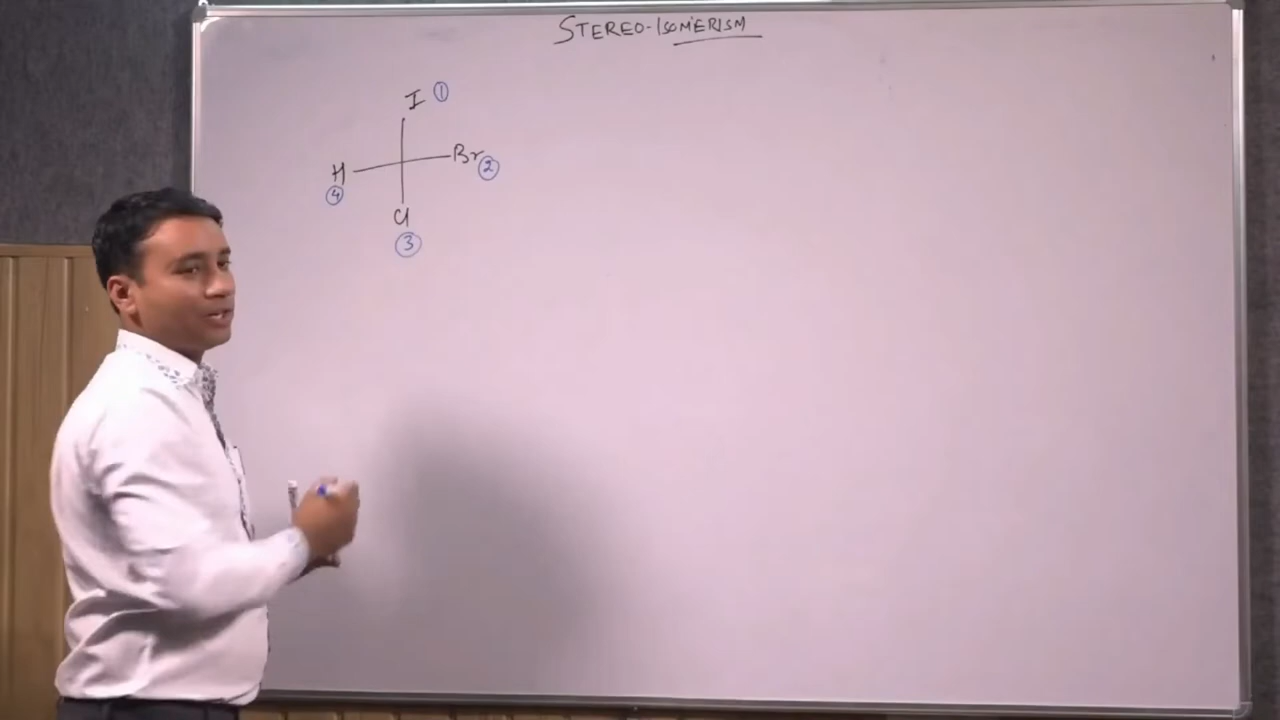 STEREO-ISOMERISM
I ①
H Br
④ ②
Cl
③